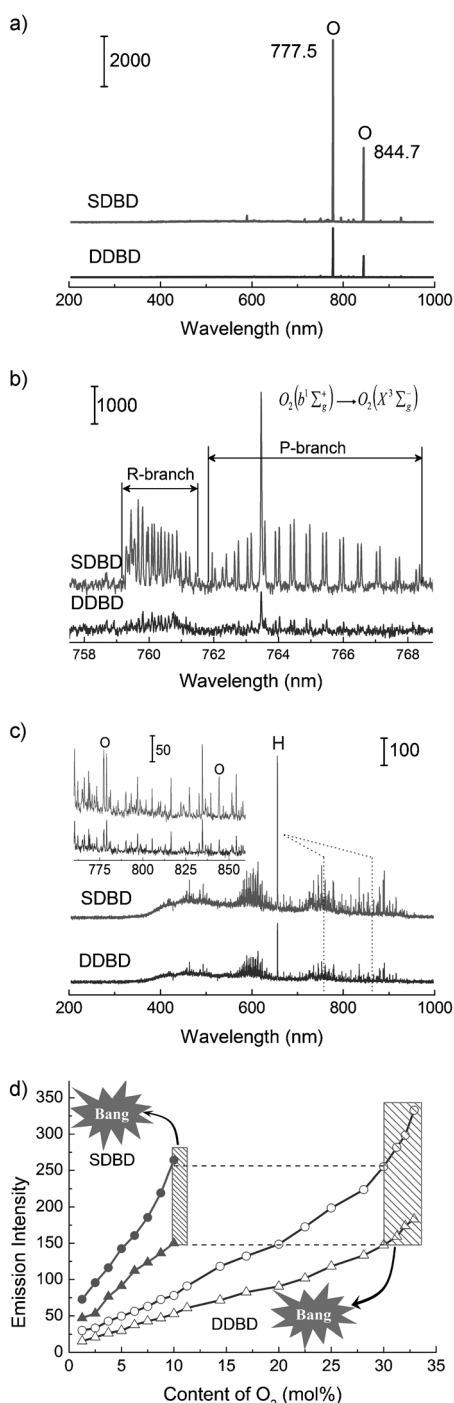 a)
2000
O
777.5
O
844.7
SDBD
DDBD
200 400 600 800 1000
Wavelength (nm)
b)
1000
O₂(b¹Σg⁺)→O₂(X³Σg⁻)
P-branch
R-branch
SDBD
DDBD
758 760 762 764 766 768
Wavelength (nm)
c)
O
50
O
H
100
775 800 825 850
SDBD
DDBD
200 400 600 800 1000
Wavelength (nm)
d)
Bang
SDBD
350
300
250
200
150
100
50
0
Emission Intensity
DDBD
Bang
0 5 10 15 20 25 30 35
Content of O₂ (mol%)